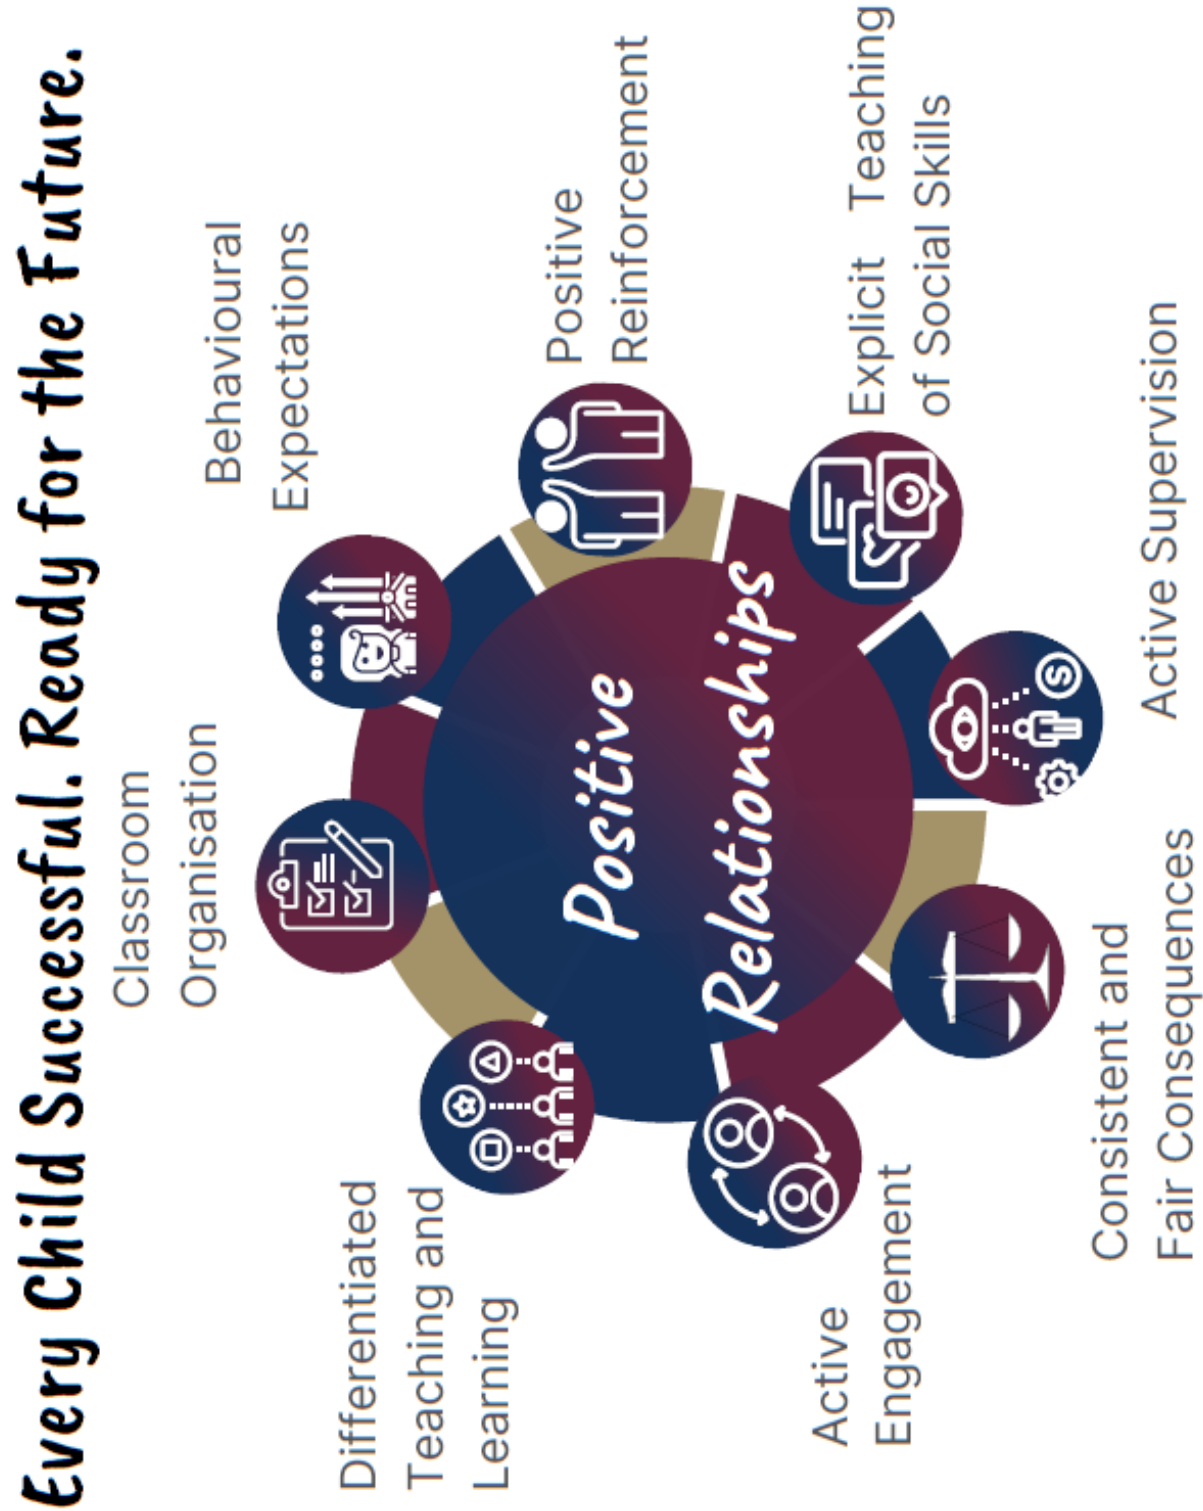 Every Child Successful. Ready for the Future.
Classroom
Organisation
Behavioural
Expectations
Positive
Reinforcement
Explicit Teaching
of Social Skills
Active Supervision
Consistent and
Fair Consequences
Active
Engagement
Differentiated
Teaching and
Learning
Positive
Relationships